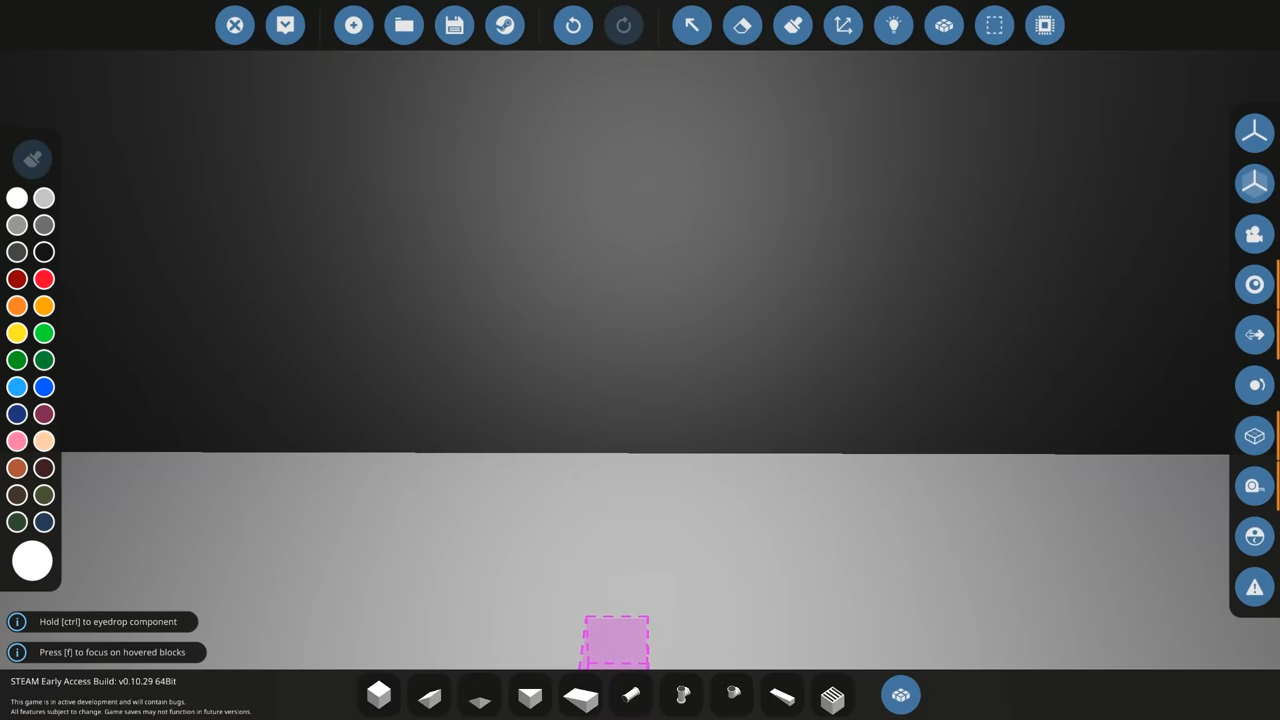 Hold [ctrl] to eyedrop component
Press [f] to focus on hovered blocks
STEAM Early Access Build: v0.10.29 64Bit
This game is in active development and will contain bugs.
All features subject to change. Game saves may not function in future versions.